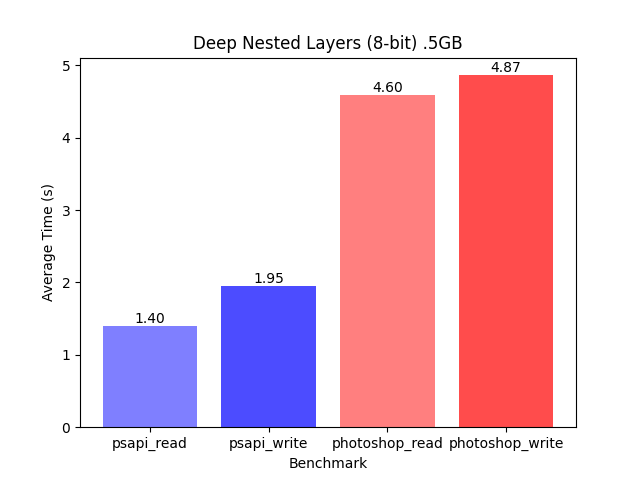 Deep Nested Layers (8-bit) .5GB
5
4
3
2
1
0
Average Time (s)
1.40
1.95
4.60
4.87
psapi_read
psapi_write
photoshop_read
photoshop_write
Benchmark